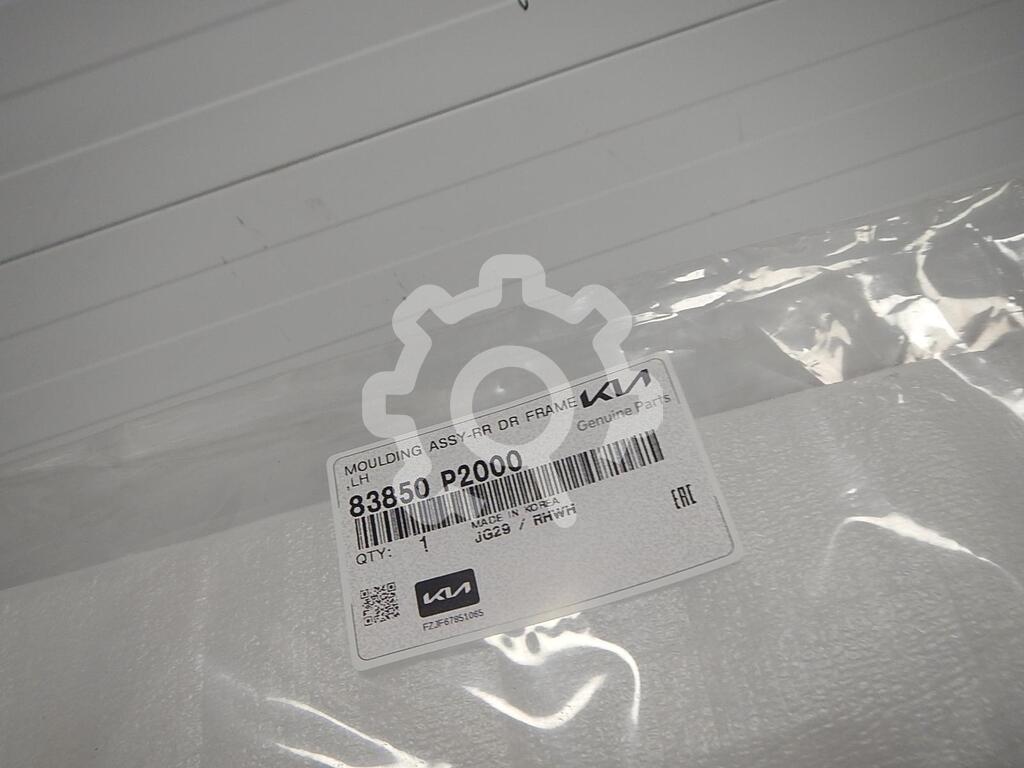 MOULDING ASSY-RR DR FRAME
,LH
KIA
Genuine Parts
83850 P2000
MADE IN KOREA
QTY: 1 JG29 / RHWH
EAC
KIA
FZJF67851065